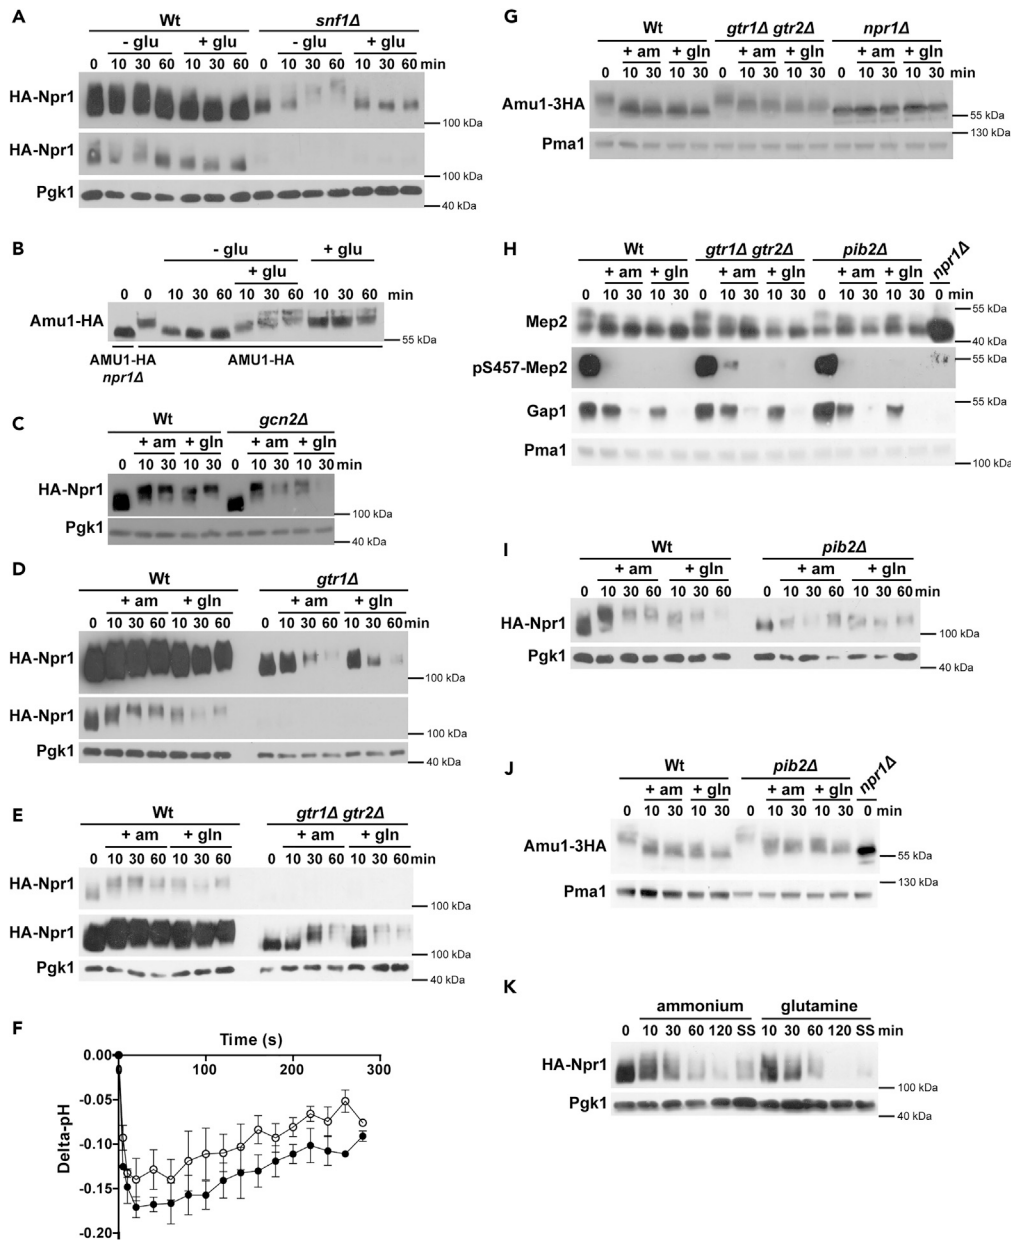 A
Wt snf1Δ
- glu + glu - glu + glu
0 10 30 60 10 30 60 0 10 30 60 10 30 60 min
HA-Npr1
100 kDa
HA-Npr1
100 kDa
Pgk1
40 kDa
B
- glu + glu
+ glu
0 0 10 30 60 10 30 60 10 30 60 min
Amu1-HA
55 kDa
AMU1-HA AMU1-HA
npr1Δ
C
Wt gcn2Δ
+ am + gln + am + gln
0 10 30 10 30 0 10 30 10 30 min
HA-Npr1
100 kDa
Pgk1
40 kDa
D
Wt gtr1Δ
+ am + gln + am + gln
0 10 30 60 10 30 60 0 10 30 60 10 30 60 min
HA-Npr1
100 kDa
HA-Npr1
100 kDa
Pgk1
40 kDa
E
Wt gtr1Δ gtr2Δ
+ am + gln + am + gln
0 10 30 60 10 30 60 0 10 30 60 10 30 60 min
HA-Npr1
100 kDa
HA-Npr1
100 kDa
Pgk1
40 kDa
F
Time (s)
0.00 0 100 200 300
-0.05
-0.10
-0.15
-0.20
Delta-pH
G
Wt gtr1Δ gtr2Δ npr1Δ
+ am + gln + am + gln + am + gln
0 10 30 10 30 0 10 30 10 30 0 10 30 10 30 min
Amu1-3HA
55 kDa
130 kDa
Pma1
H
Wt gtr1Δ gtr2Δ pib2Δ npr1Δ
+ am + gln + am + gln + am + gln
0 10 30 10 30 0 10 30 10 30 0 10 30 10 30 0 min
55 kDa
Mep2
40 kDa
55 kDa
pS457-Mep2
55 kDa
Gap1
Pma1
100 kDa
I
Wt pib2Δ
+ am + gln + am + gln
0 10 30 60 10 30 60 0 10 30 60 10 30 60 min
HA-Npr1
100 kDa
Pgk1
40 kDa
J
Wt pib2Δ npr1Δ
+ am + gln + am + gln
0 10 30 10 30 0 10 30 10 30 0 min
Amu1-3HA
55 kDa
130 kDa
Pma1
K
ammonium glutamine
0 10 30 60 120 SS 10 30 60 120 SS min
HA-Npr1
100 kDa
Pgk1
40 kDa